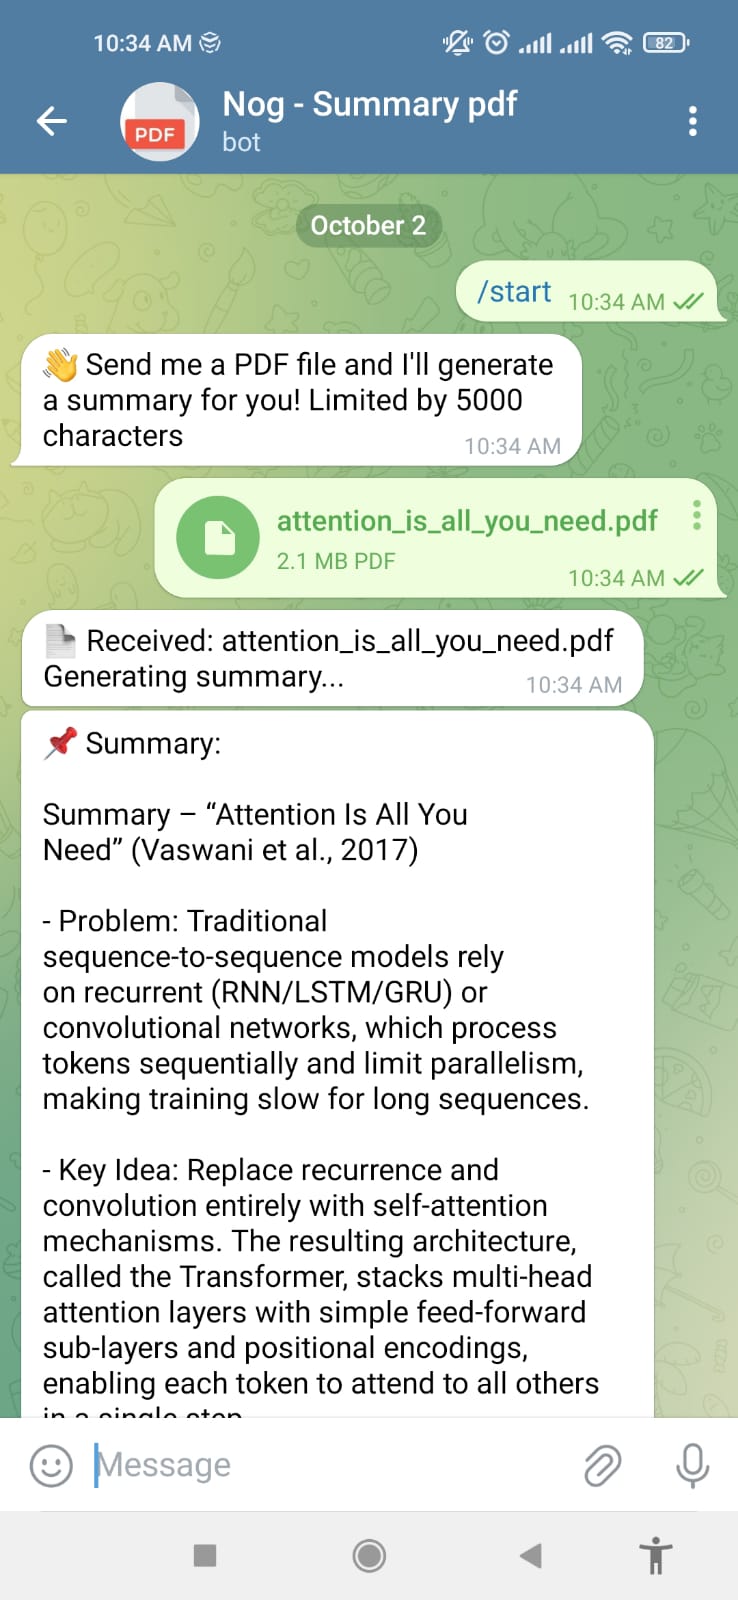 10:34 AM
82
PDF
Nog - Summary pdf
bot
October 2
/start
10:34 AM
👋 Send me a PDF file and I'll generate
a summary for you! Limited by 5000
characters
10:34 AM
attention_is_all_you_need.pdf
2.1 MB PDF
10:34 AM
📄 Received: attention_is_all_you_need.pdf
Generating summary...
10:34 AM
📌 Summary:
Summary – “Attention Is All You
Need” (Vaswani et al., 2017)
- Problem: Traditional
sequence-to-sequence models rely
on recurrent (RNN/LSTM/GRU) or
convolutional networks, which process
tokens sequentially and limit parallelism,
making training slow for long sequences.
- Key Idea: Replace recurrence and
convolution entirely with self-attention
mechanisms. The resulting architecture,
called the Transformer, stacks multi-head
attention layers with simple feed-forward
sub-layers and positional encodings,
enabling each token to attend to all others
in a single step
Message